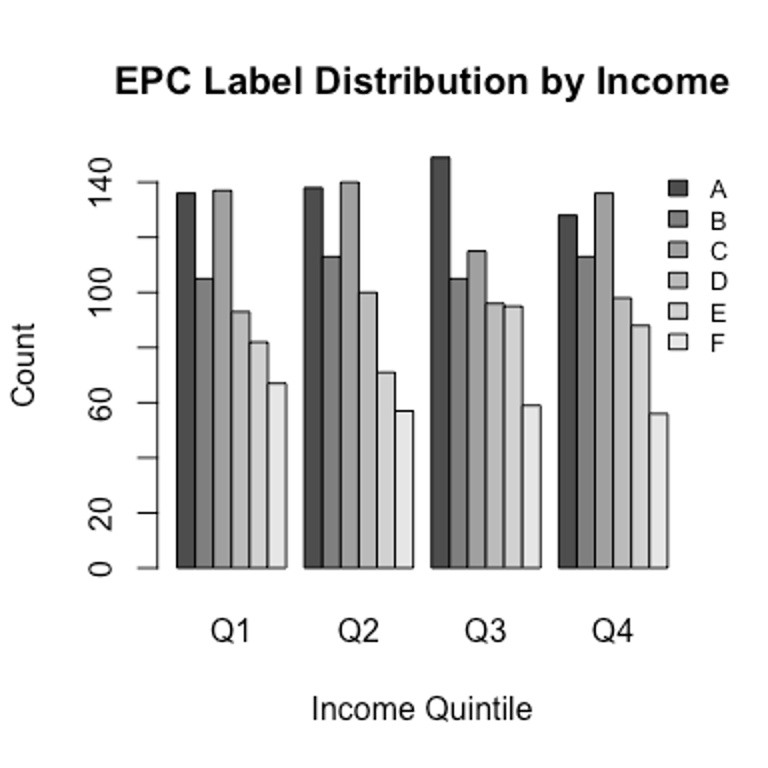 EPC Label Distribution by Income
Count
140
100
60
20
0
A
B
C
D
E
F
Q1 Q2 Q3 Q4
Income Quintile